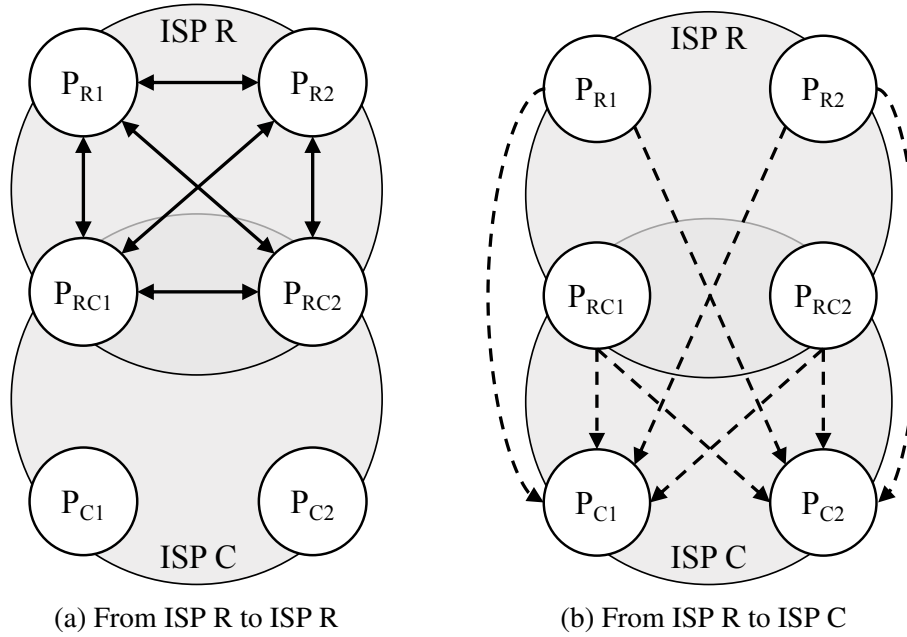 ISP R
P_R1
P_R2
P_RC1
P_RC2
P_C1
P_C2
ISP C
(a) From ISP R to ISP R
ISP R
P_R1
P_R2
P_RC1
P_RC2
P_C1
P_C2
ISP C
(b) From ISP R to ISP C